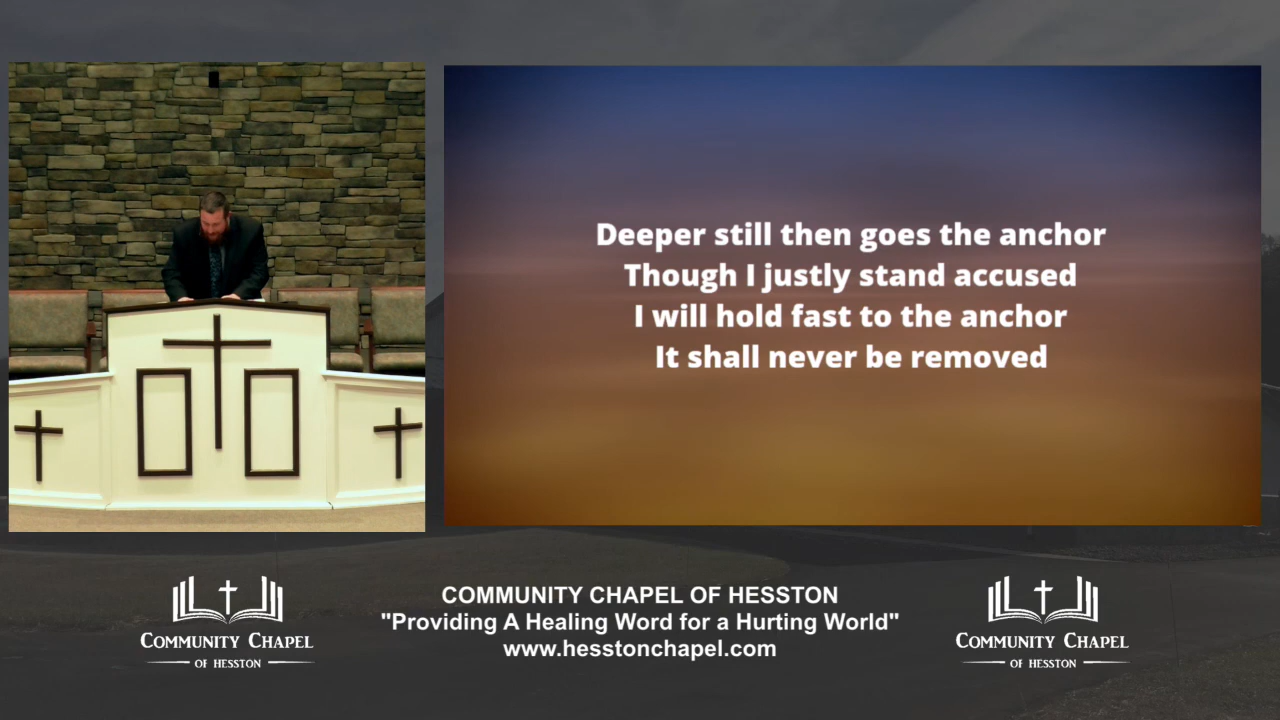 Deeper still then goes the anchor
Though I justly stand accused
I will hold fast to the anchor
It shall never be removed
COMMUNITY CHAPEL OF HESSTON
"Providing A Healing Word for a Hurting World"
www.hesstonchapel.com
COMMUNITY CHAPEL
OF HESSTON
COMMUNITY CHAPEL
OF HESSTON